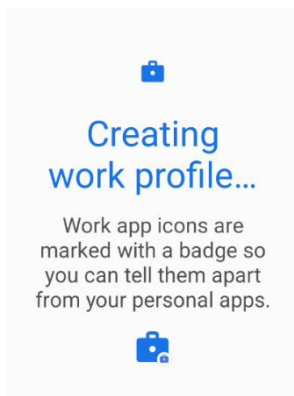 Creating
work profile...
Work app icons are
marked with a badge so
you can tell them apart
from your personal apps.